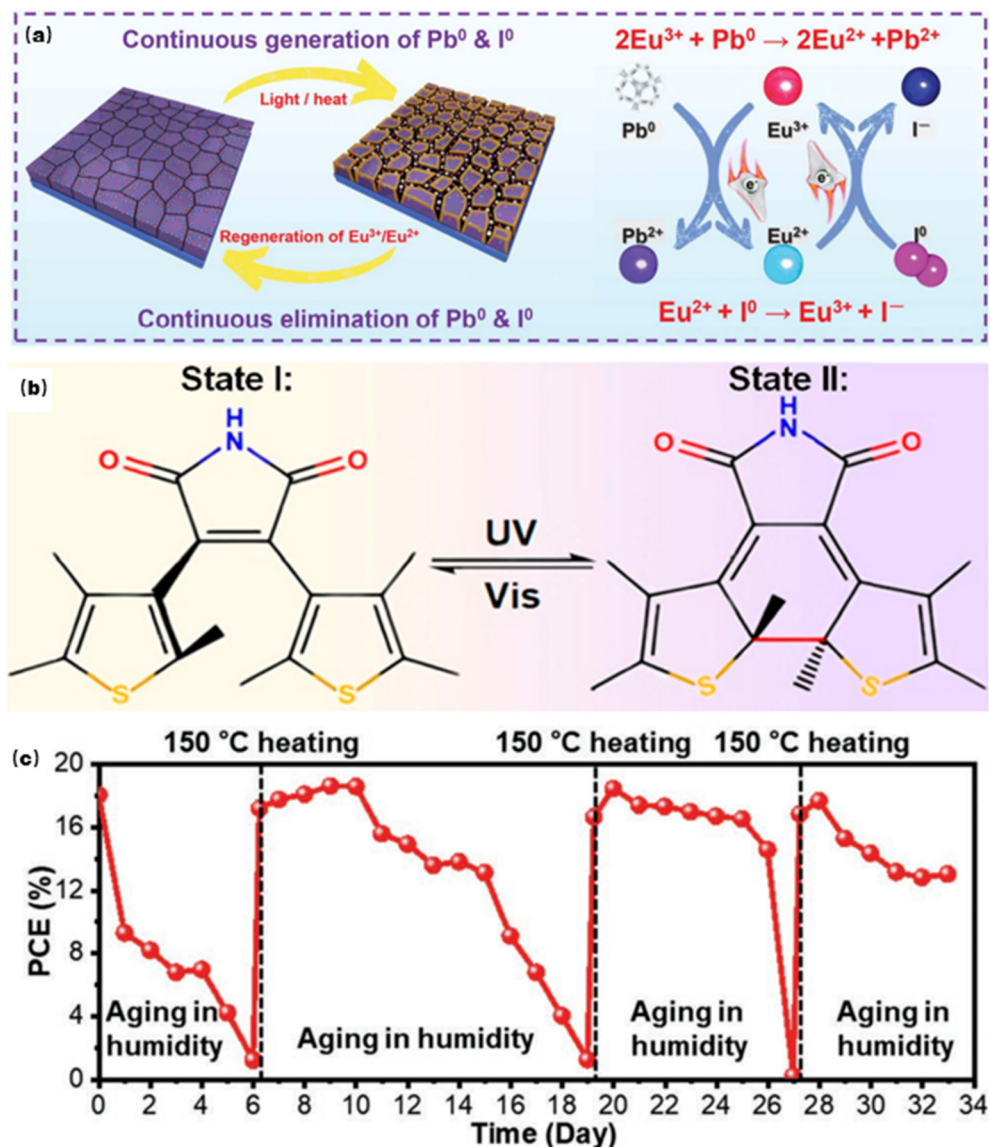 (a)
Continuous generation of Pb⁰ & I⁰
Light / heat
Regeneration of Eu³⁺/Eu²⁺
Continuous elimination of Pb⁰ & I⁰
2Eu³⁺ + Pb⁰ → 2Eu²⁺ +Pb²⁺
Pb⁰ Eu³⁺ I⁻
e⁻ e⁻
Pb²⁺ Eu²⁺ I⁰
Eu²⁺ + I⁰ → Eu³⁺ + I⁻
(b)
State I:
H
N
O O
S S
UV
Vis
State II:
H
N
O O
S S
(c)
150 °C heating 150 °C heating 150 °C heating
PCE (%)
20
16
12
8
4
0
Aging in
humidity
Aging in humidity
Aging in
humidity
Aging in
humidity
0 2 4 6 8 10 12 14 16 18 20 22 24 26 28 30 32 34
Time (Day)